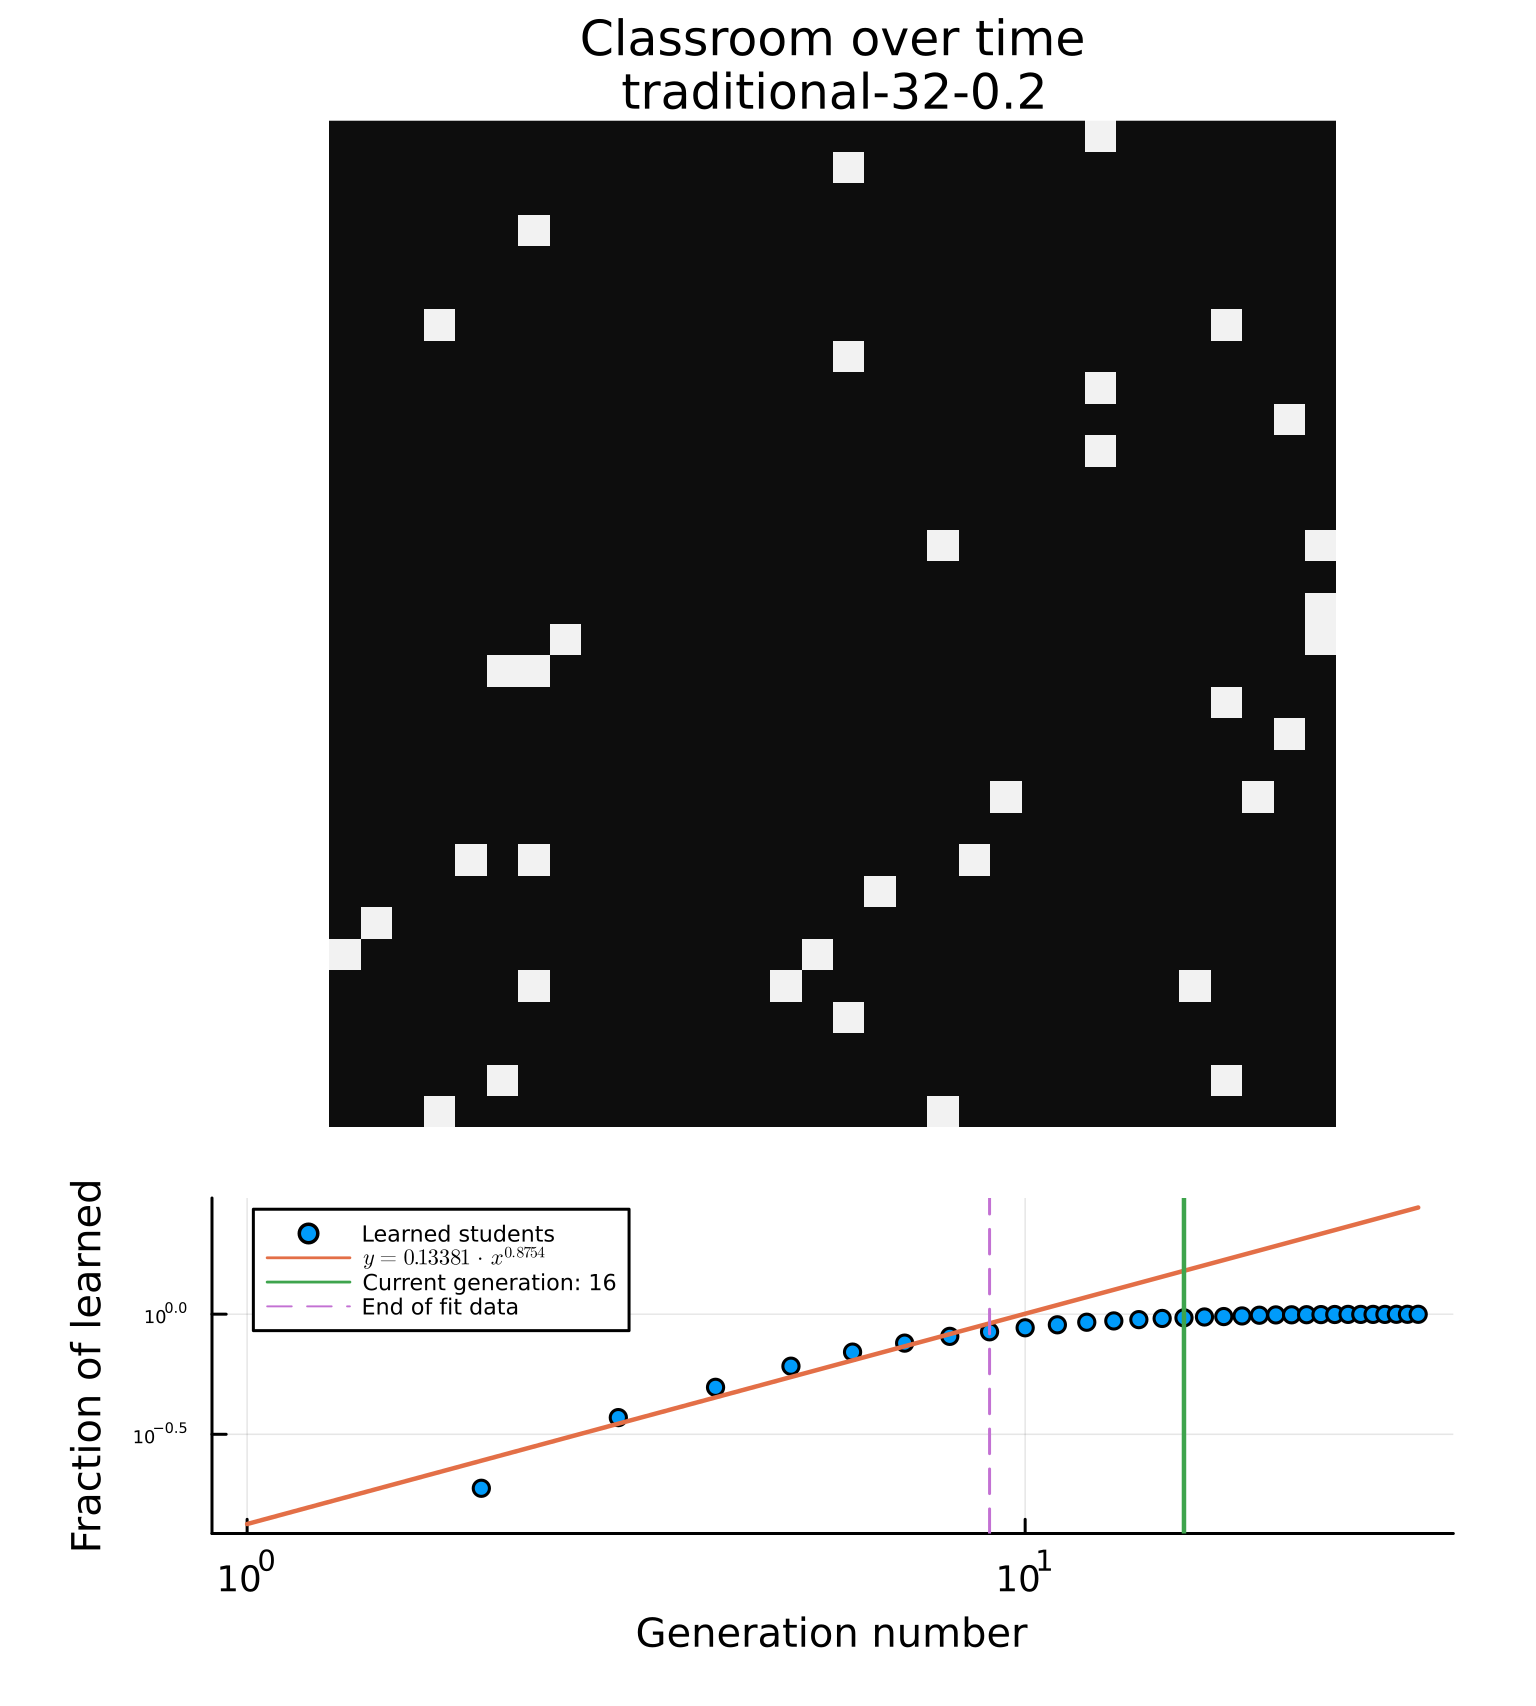 Classroom over time
traditional-32-0.2
Fraction of learned
Learned students
y = 0.13381 · x^0.8754
Current generation: 16
End of fit data
10^0.0
10^−0.5
10^0
10^1
Generation number